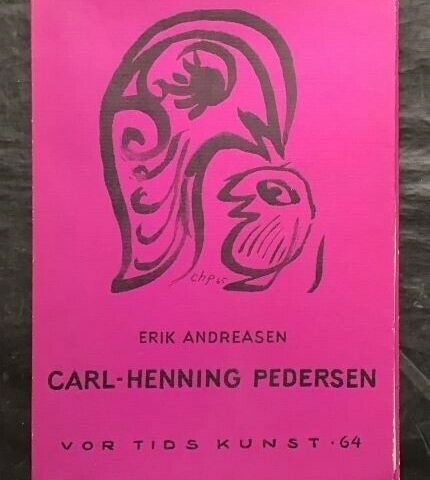 chp 65
ERIK ANDREASEN
CARL-HENNING PEDERSEN
VOR TIDS KUNST · 64